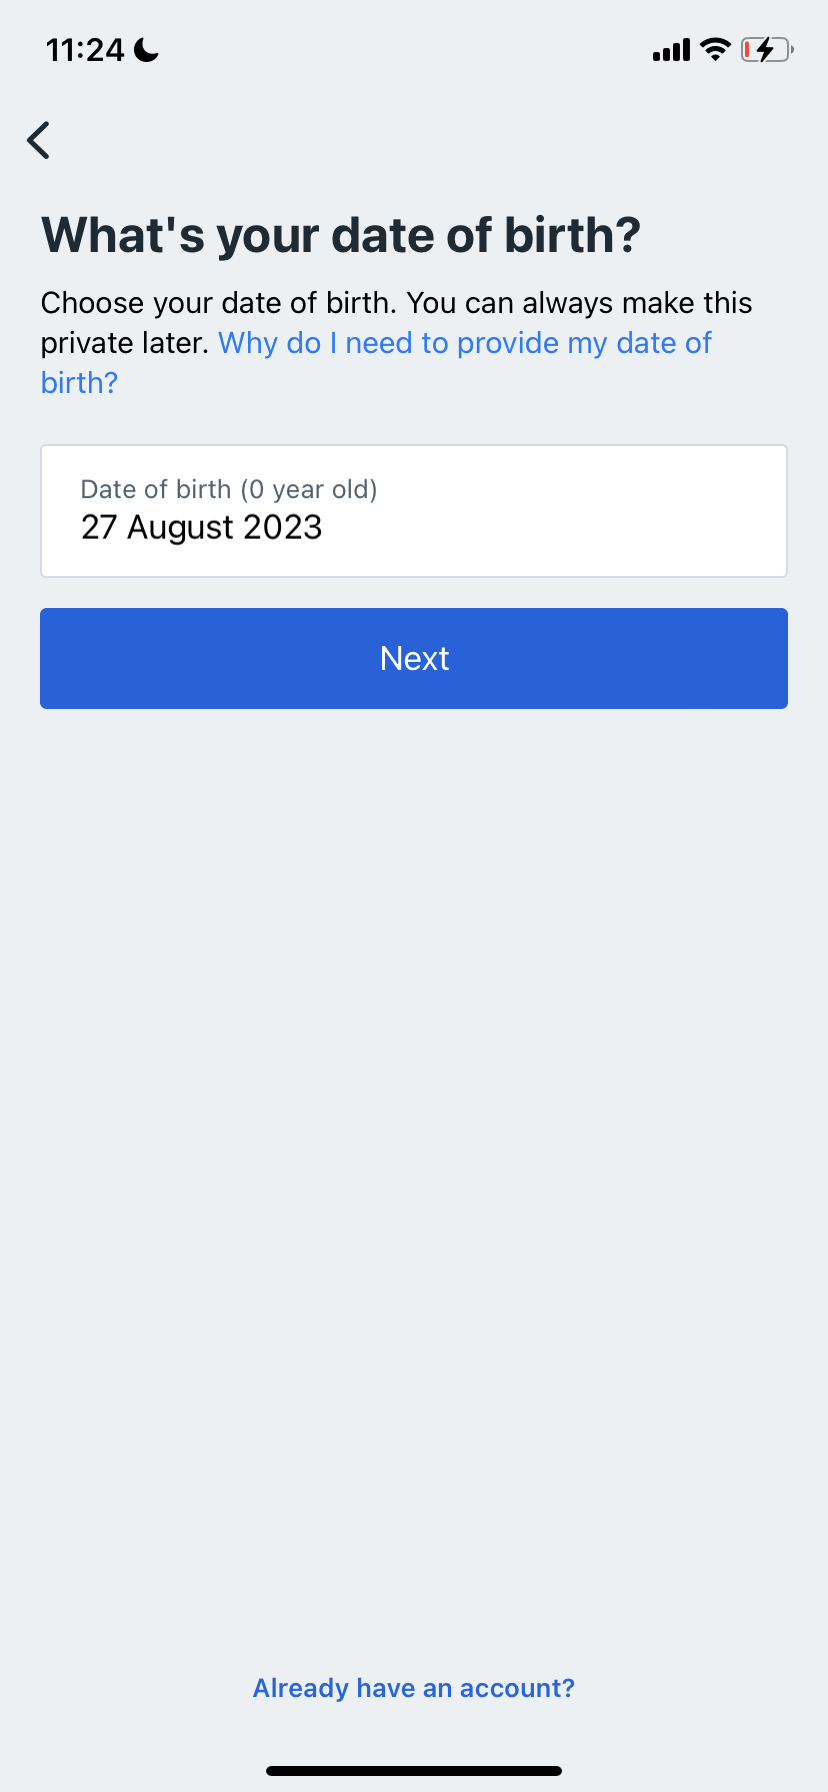 11:24
What's your date of birth?
Choose your date of birth. You can always make this
private later. Why do I need to provide my date of
birth?
Date of birth (0 year old)
27 August 2023
Next
Already have an account?